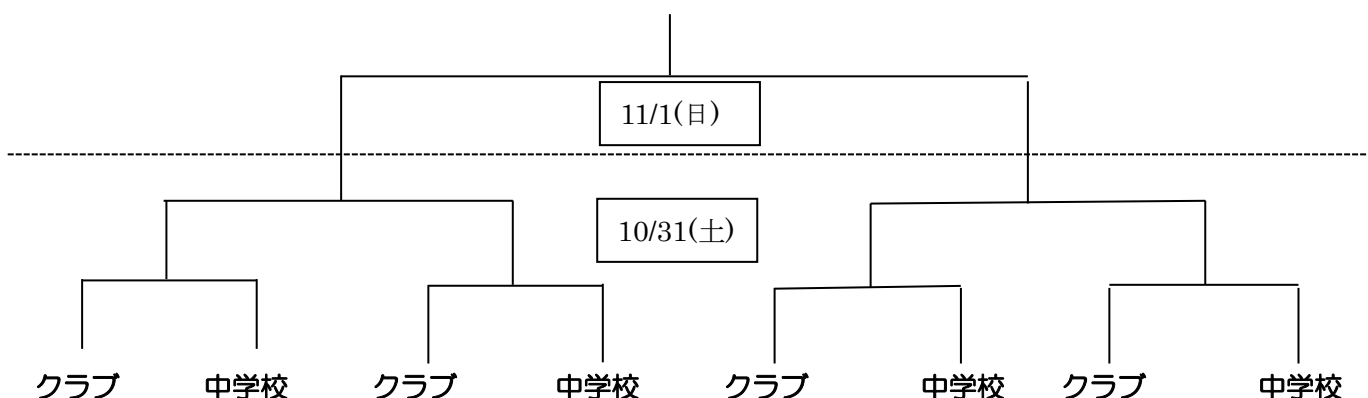 11/1(日)
10/31(土)
クラブ 中学校 クラブ 中学校 クラブ 中学校 クラブ 中学校